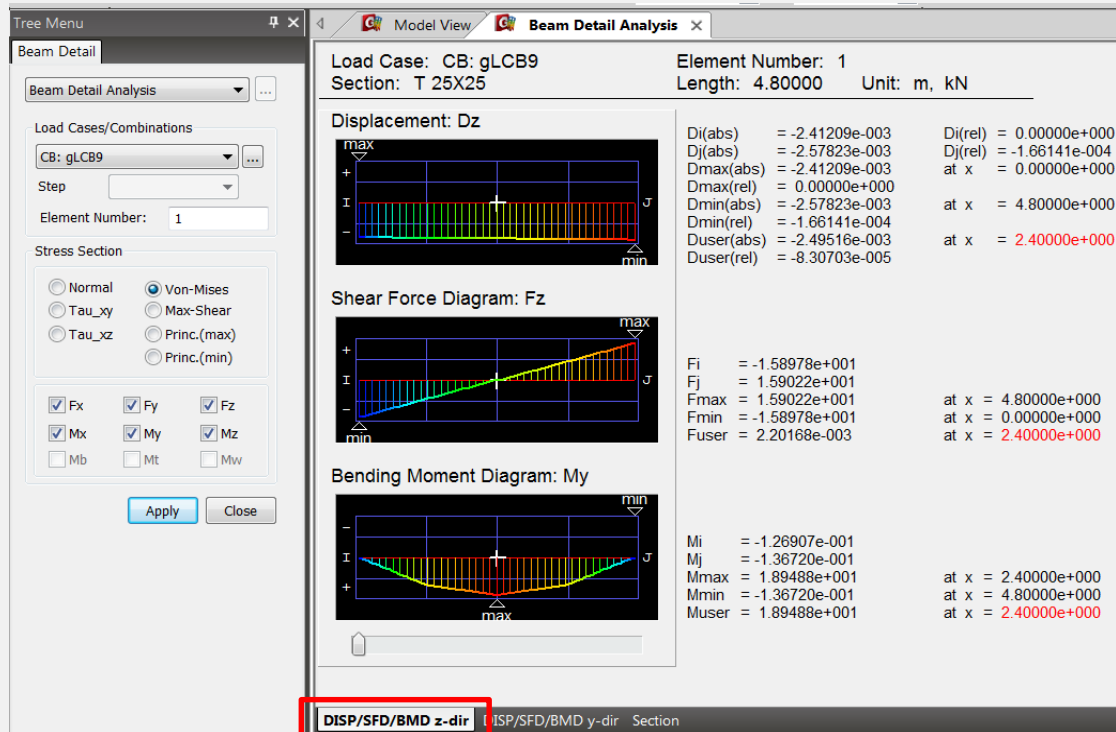 Tree Menu
Beam Detail
Beam Detail Analysis
...
Load Cases/Combinations
CB: gLCB9
...
Step
Element Number: 1
Stress Section
Normal
Von-Mises
Tau_xy
Max-Shear
Tau_xz
Princ.(max)
Princ.(min)
Fx Fy Fz
Mx My Mz
Mb Mt Mw
Apply Close
Model View
Beam Detail Analysis
Load Case: CB: gLCB9
Section: T 25X25
Element Number: 1
Length: 4.80000 Unit: m, kN
Displacement: Dz
max
+
I J
-
min
Di(abs) = -2.41209e-003 Di(rel) = 0.00000e+000
Dj(abs) = -2.57823e-003 Dj(rel) = -1.66141e-004
Dmax(abs) = -2.41209e-003 at x = 0.00000e+000
Dmax(rel) = 0.00000e+000
Dmin(abs) = -2.57823e-003 at x = 4.80000e+000
Dmin(rel) = -1.66141e-004
Duser(abs) = -2.49516e-003 at x = 2.40000e+000
Duser(rel) = -8.30703e-005
Shear Force Diagram: Fz
max
+
I J
-
min
Fi = -1.58978e+001
Fj = 1.59022e+001
Fmax = 1.59022e+001 at x = 4.80000e+000
Fmin = -1.58978e+001 at x = 0.00000e+000
Fuser = 2.20168e-003 at x = 2.40000e+000
Bending Moment Diagram: My
min
-
I J
+
max
Mi = -1.26907e-001
Mj = -1.36720e-001
Mmax = 1.89488e+001 at x = 2.40000e+000
Mmin = -1.36720e-001 at x = 4.80000e+000
Muser = 1.89488e+001 at x = 2.40000e+000
DISP/SFD/BMD z-dir DISP/SFD/BMD y-dir Section